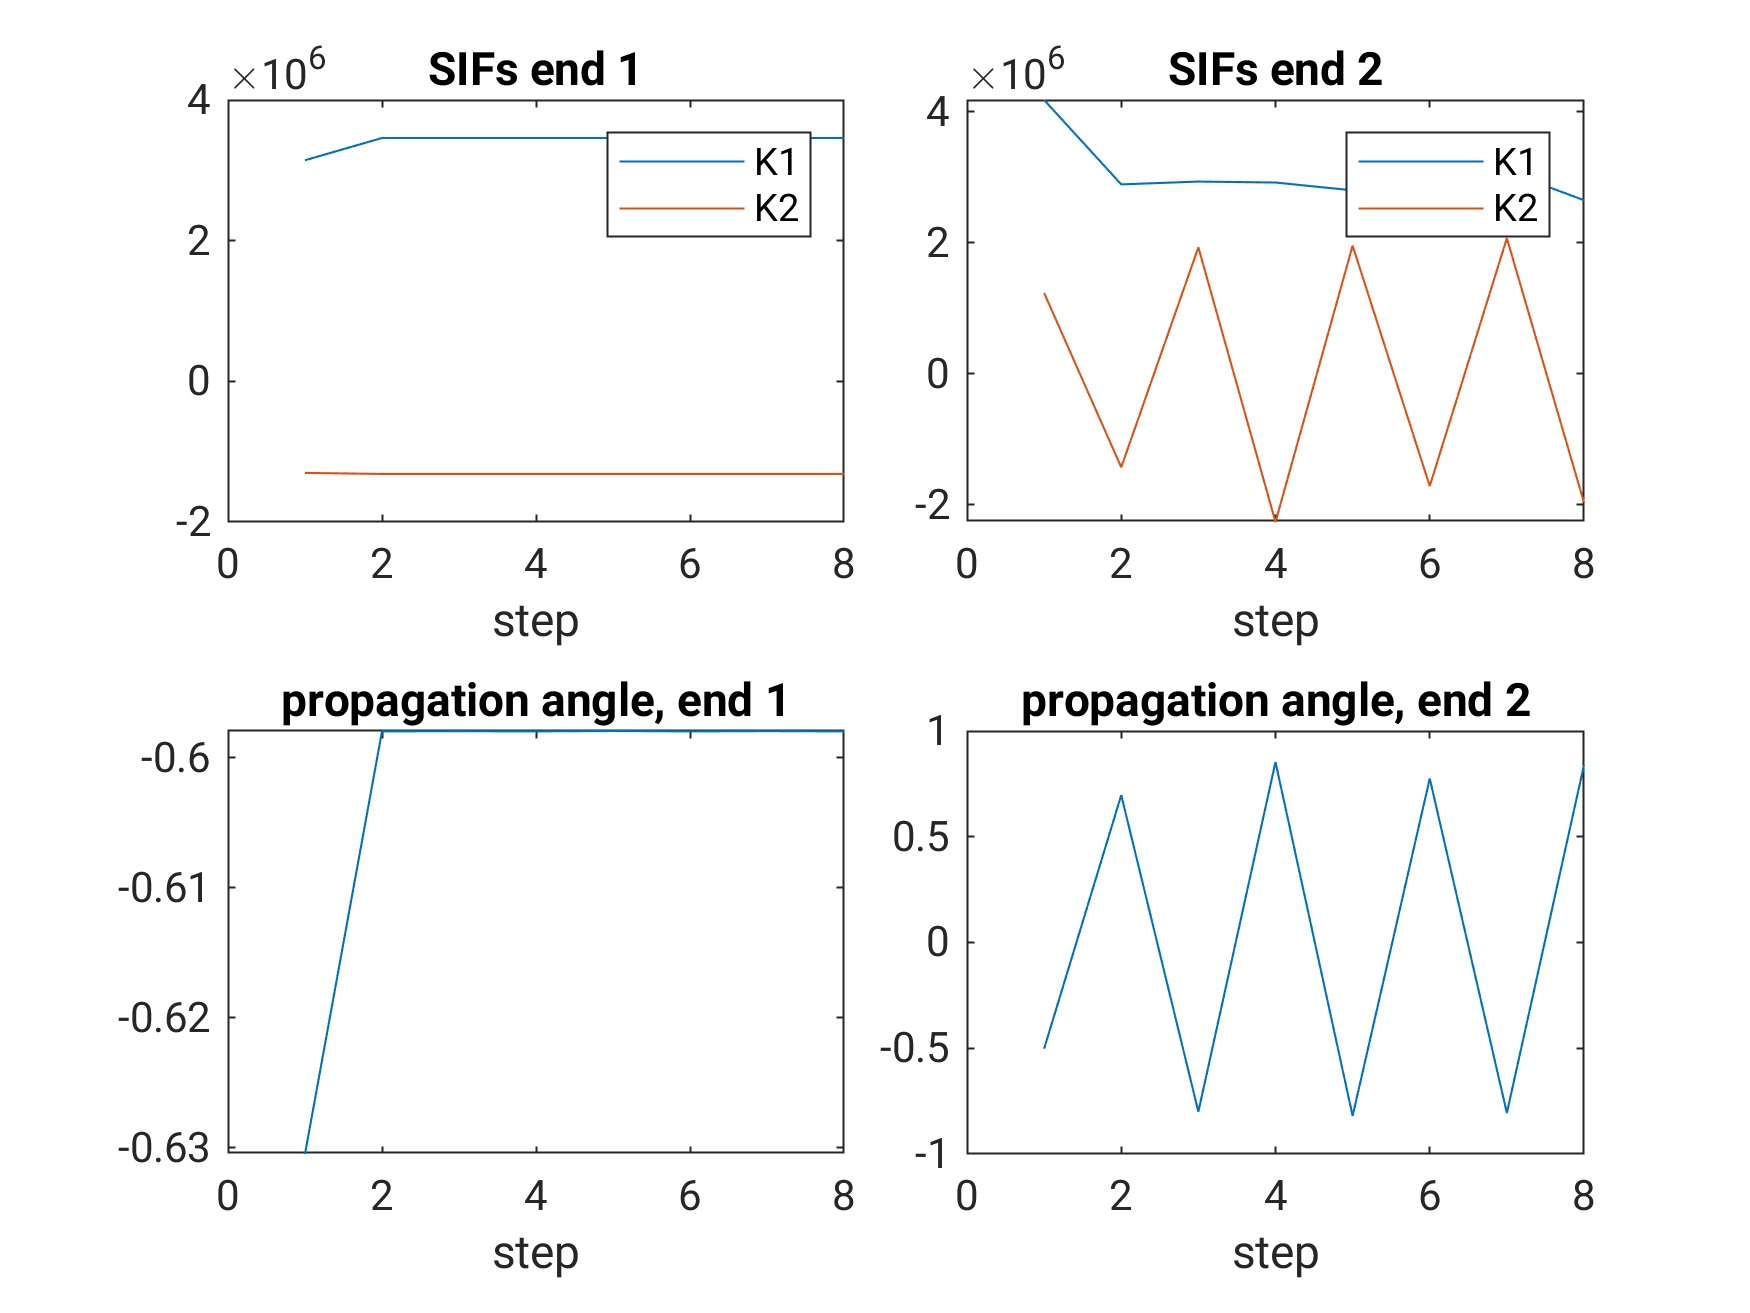 ×10^6
SIFs end 1
4
2
0
-2
K1
K2
0 2 4 6 8
step
×10^6
SIFs end 2
4
2
0
-2
K1
K2
0 2 4 6 8
step
propagation angle, end 1
-0.6
-0.61
-0.62
-0.63
0 2 4 6 8
step
propagation angle, end 2
1
0.5
0
-0.5
-1
0 2 4 6 8
step